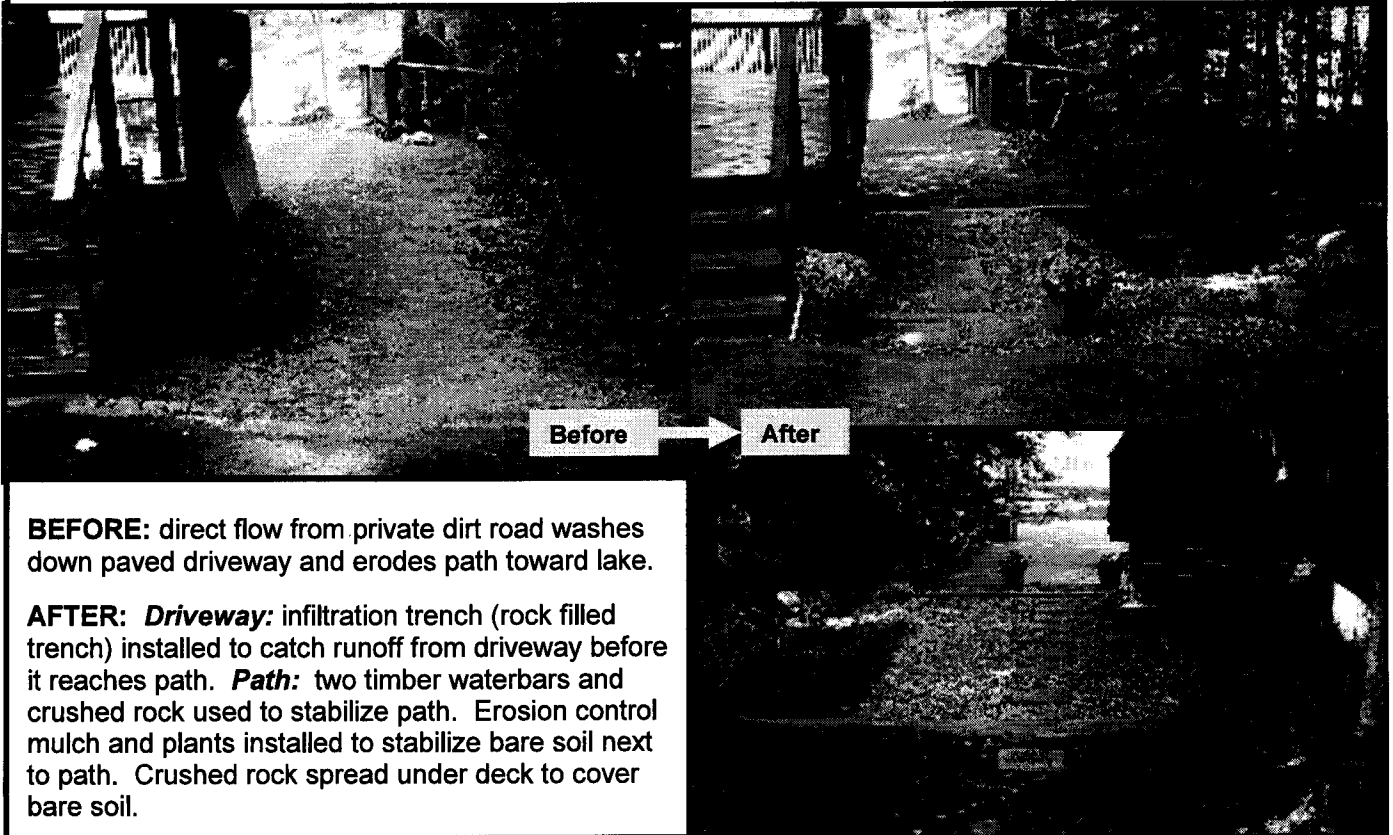 Before
After
BEFORE: direct flow from private dirt road washes
down paved driveway and erodes path toward lake.
AFTER: Driveway: infiltration trench (rock filled
trench) installed to catch runoff from driveway before
it reaches path. Path: two timber waterbars and
crushed rock used to stabilize path. Erosion control
mulch and plants installed to stabilize bare soil next
to path. Crushed rock spread under deck to cover
bare soil.